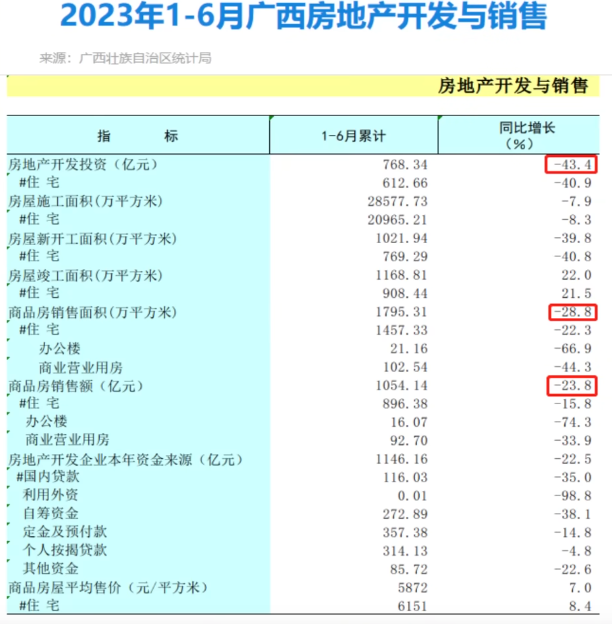 2023年1-6月广西房地产开发与销售
来源：广西壮族自治区统计局
房地产开发与销售
指 标 1-6月累计 同比增长（%）
房地产开发投资（亿元） 768.34 -43.4
#住 宅 612.66 -40.9
房屋施工面积(万平方米) 28577.73 -7.9
#住 宅 20965.21 -8.3
房屋新开工面积(万平方米) 1021.94 -39.8
#住 宅 769.29 -40.8
房屋竣工面积(万平方米) 1168.81 22.0
#住 宅 908.44 21.5
商品房销售面积(万平方米) 1795.31 -28.8
#住 宅 1457.33 -22.3
办公楼 21.16 -66.9
商业营业用房 102.54 -44.3
商品房销售额（亿元） 1054.14 -23.8
#住 宅 896.38 -15.8
办公楼 16.07 -74.3
商业营业用房 92.70 -33.9
房地产开发企业本年资金来源（亿元） 1146.16 -22.5
#国内贷款 116.03 -35.0
利用外资 0.01 -98.8
自筹资金 272.89 -38.1
定金及预付款 357.38 -14.8
个人按揭贷款 314.13 -4.8
其他资金 85.72 -22.6
商品房屋平均售价（元/平方米） 5872 7.0
#住 宅 6151 8.4